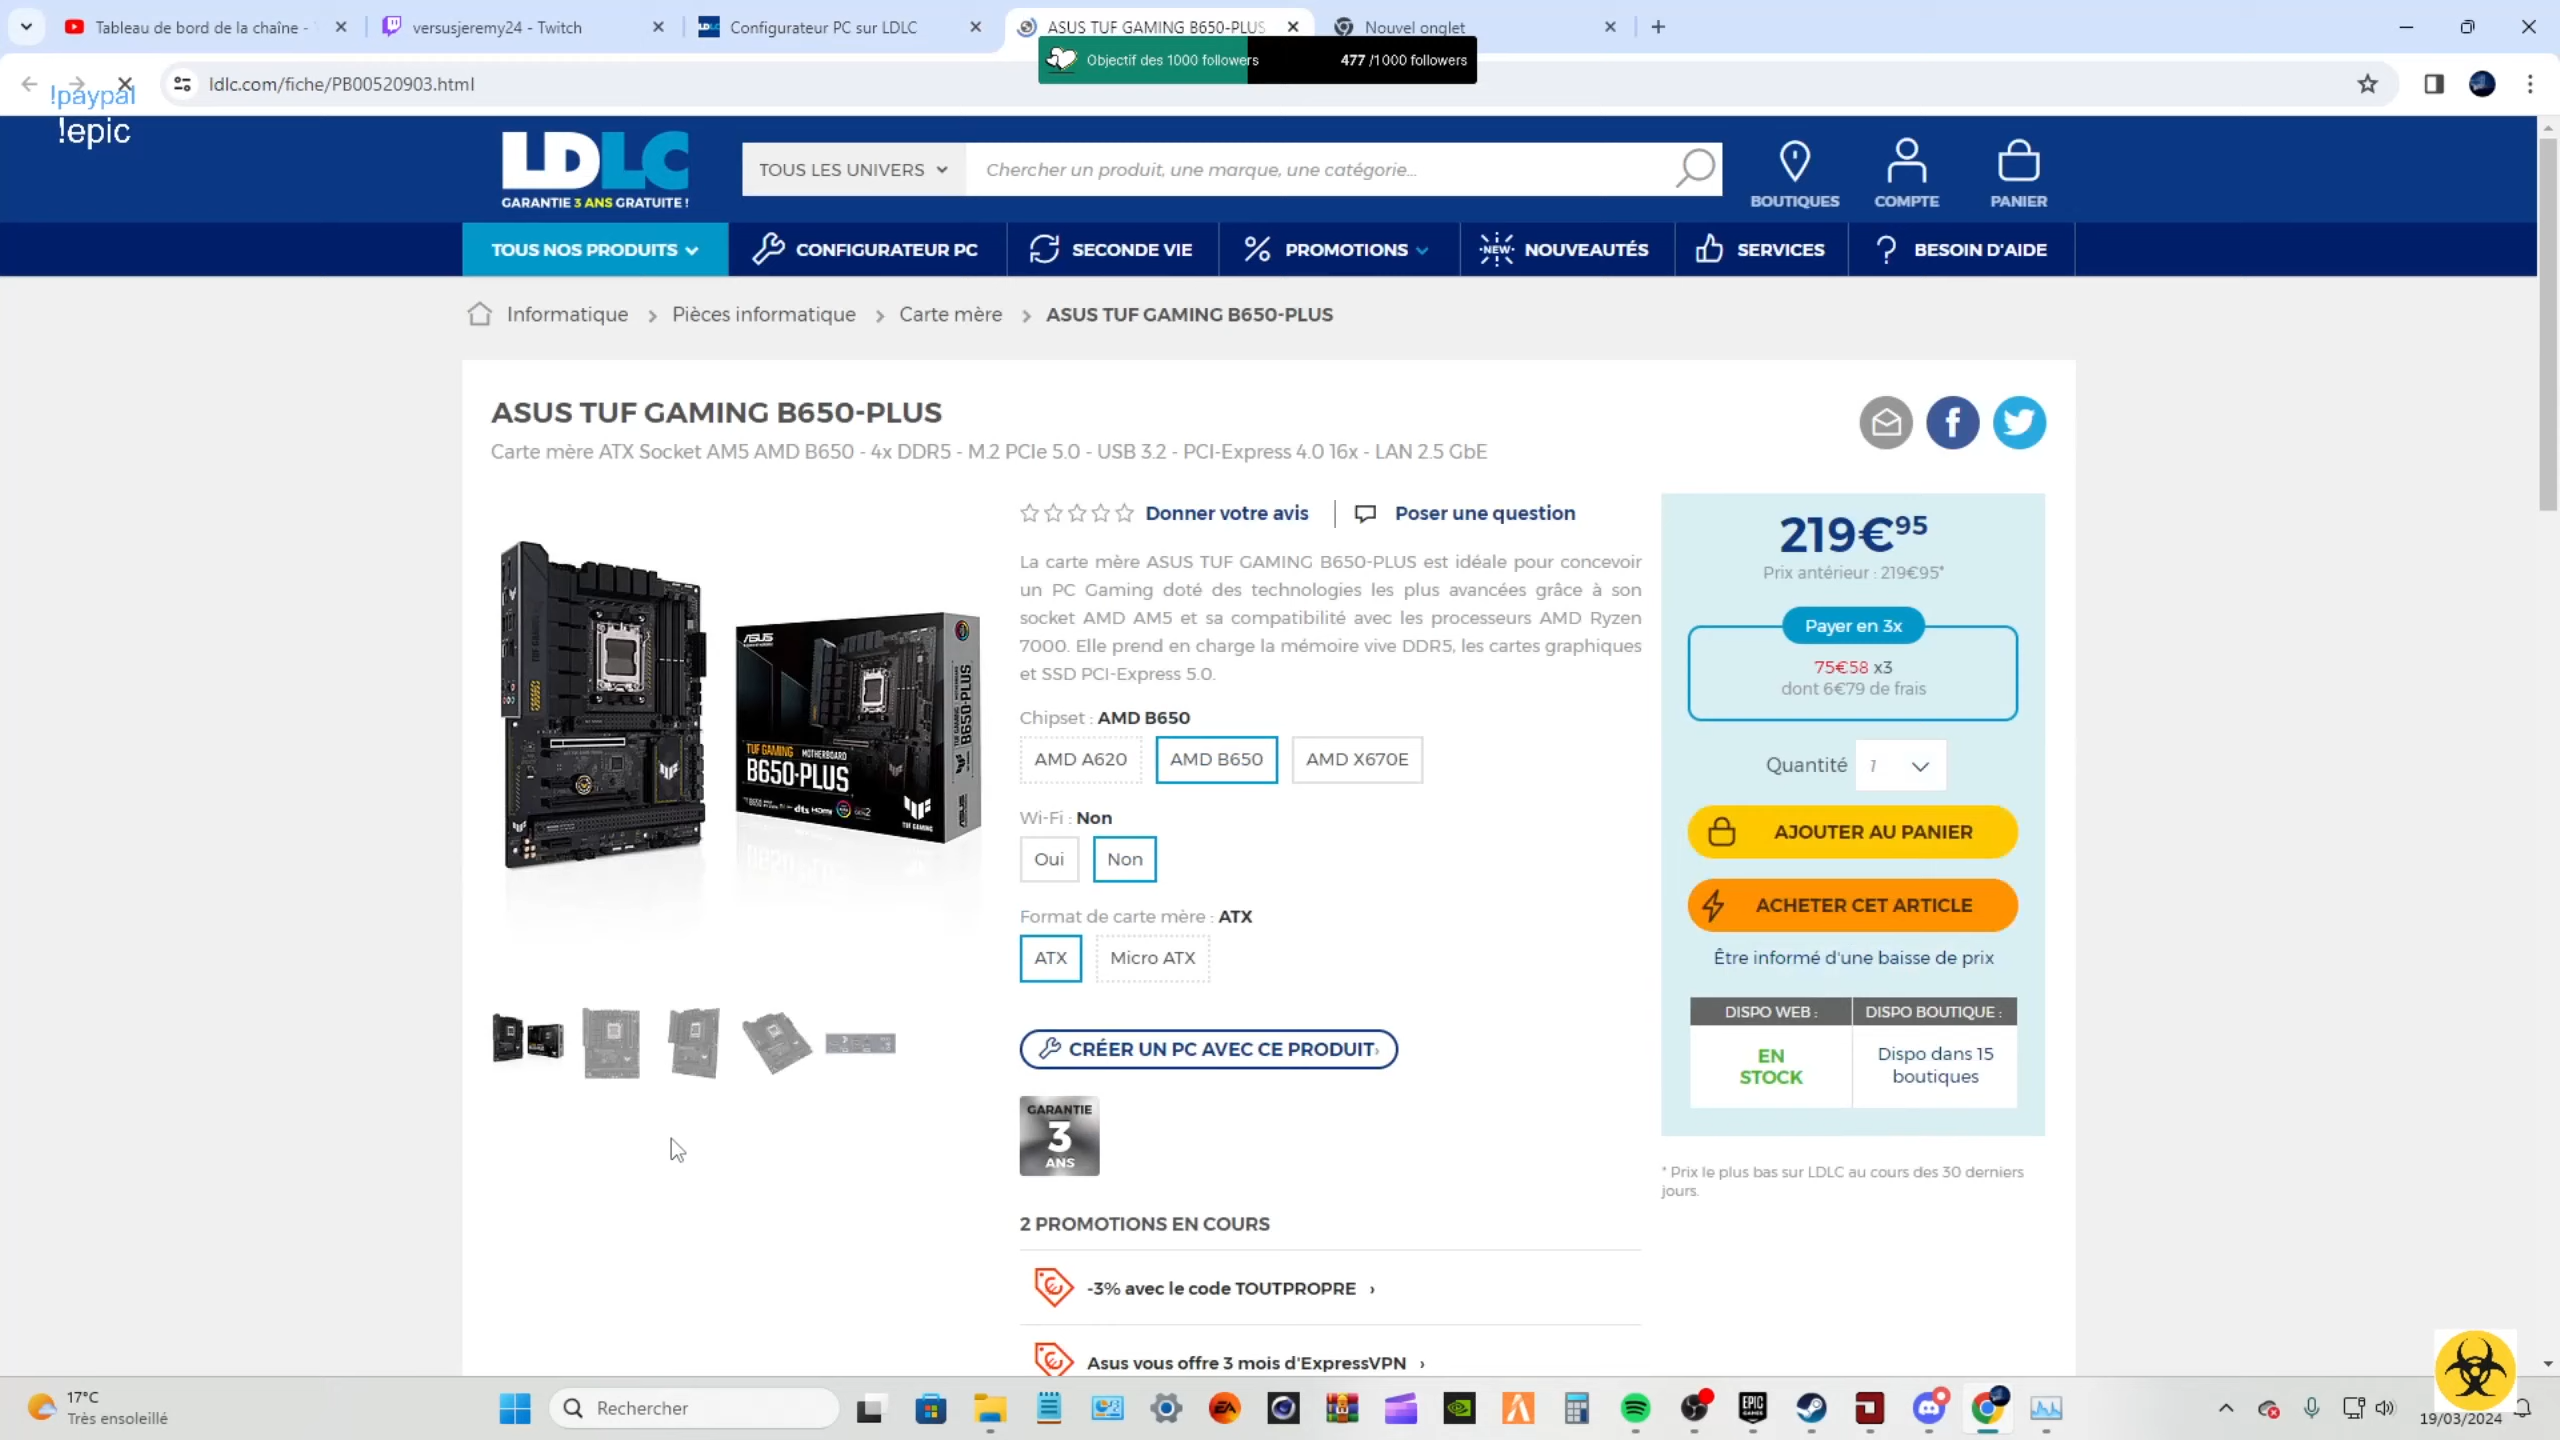 Tableau de bord de la chaîne -
versusjeremy24 - Twitch
Configurateur PC sur LDLC
ASUS TUF GAMING B650-PLUS
Nouvel onglet
Objectif des 1000 followers
477 /1000 followers
ldlc.com/fiche/PB00520903.html
!paypal
!epic
LDLC
GARANTIE 3 ANS GRATUITE !
TOUS LES UNIVERS
Chercher un produit, une marque, une catégorie...
BOUTIQUES
COMPTE
PANIER
TOUS NOS PRODUITS
CONFIGURATEUR PC
SECONDE VIE
PROMOTIONS
NEW
NOUVEAUTÉS
SERVICES
BESOIN D'AIDE
Informatique > Pièces informatique > Carte mère > ASUS TUF GAMING B650-PLUS
ASUS TUF GAMING B650-PLUS
Carte mère ATX Socket AM5 AMD B650 - 4x DDR5 - M.2 PCIe 5.0 - USB 3.2 - PCI-Express 4.0 16x - LAN 2.5 GbE
Donner votre avis
Poser une question
La carte mère ASUS TUF GAMING B650-PLUS est idéale pour concevoir
un PC Gaming doté des technologies les plus avancées grâce à son
socket AMD AM5 et sa compatibilité avec les processeurs AMD Ryzen
7000. Elle prend en charge la mémoire vive DDR5, les cartes graphiques
et SSD PCI-Express 5.0.
Chipset : AMD B650
AMD A620
AMD B650
AMD X670E
Wi-Fi : Non
Oui
Non
Format de carte mère : ATX
ATX
Micro ATX
CRÉER UN PC AVEC CE PRODUIT›
GARANTIE
3
ANS
2 PROMOTIONS EN COURS
-3% avec le code TOUTPROPRE ›
Asus vous offre 3 mois d'ExpressVPN ›
ASUS
TUF GAMING MOTHERBOARD
B650-PLUS
dts HDMI
TUF GAMING
B650-PLUS
219€95
Prix antérieur : 219€95*
Payer en 3x
75€58 x3
dont 6€79 de frais
Quantité 1
AJOUTER AU PANIER
ACHETER CET ARTICLE
Être informé d'une baisse de prix
DISPO WEB :
DISPO BOUTIQUE :
EN
STOCK
Dispo dans 15
boutiques
* Prix le plus bas sur LDLC au cours des 30 derniers
jours.
17°C
Très ensoleillé
Rechercher
EA
EPIC
GAMES
19/03/2024